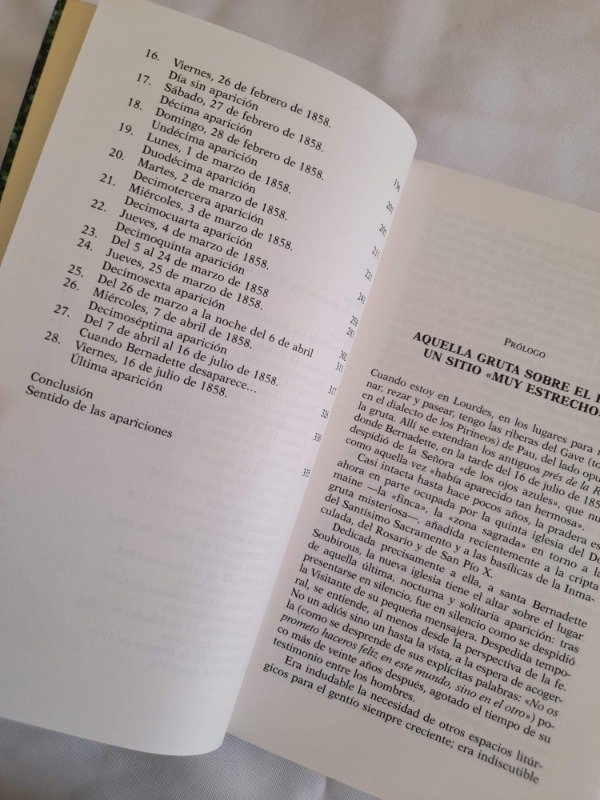 16. Viernes, 26 de febrero de 1858.
Día sin aparición
17. Sábado, 27 de febrero de 1858.
Décima aparición
18. Domingo, 28 de febrero de 1858.
Undécima aparición
19. Lunes, 1 de marzo de 1858.
Duodécima aparición
20. Martes, 2 de marzo de 1858.
Decimotercera aparición
21. Miércoles, 3 de marzo de 1858.
Decimocuarta aparición
22. Jueves, 4 de marzo de 1858.
Decimoquinta aparición
23. Del 5 al 24 de marzo de 1858
24. Jueves, 25 de marzo de 1858.
Decimosexta aparición
25. Del 26 de marzo a la noche del 6 de abril
26. Miércoles, 7 de abril de 1858.
Decimoséptima aparición
27. Del 7 de abril al 16 de julio de 1858.
Cuando Bernadette desaparece...
28. Viernes, 16 de julio de 1858.
Última aparición
Conclusión
Sentido de las apariciones
PRÓLOGO
AQUELLA GRUTA SOBRE EL
UN SITIO «MUY ESTRECHO
Cuando estoy en Lourdes, en los lugares para
nar, rezar y pasear, tengo las riberas del Gave
en el dialecto de los Pirineos) de Pau, del lado
la gruta. Allí se extendían los antiguos prés de la
donde Bernadette, en la tarde del 16 de julio de
despidió de la Señora «de los ojos azules», que
como aquella vez «había aparecido tan hermosa».
Casi intacta hasta hace pocos años, la pradera
ahora en parte ocupada por la quinta iglesia del
maine —la «finca», la «zona sagrada» en torno a la
gruta misteriosa—, añadida recientemente a la cripta
del Santísimo Sacramento y a las basílicas de la Inma-
culada, del Rosario y de San Pío X.
Dedicada precisamente a ella, a santa Bernadette
Soubirous, la nueva iglesia tiene el altar sobre el lugar
de aquella última, nocturna y solitaria aparición: tras
presentarse en silencio, fue en silencio como se despidió
la Visitante de su pequeña mensajera. Despedida tempo-
ral, se entiende, al menos desde la perspectiva de la fe.
No un adiós sino un hasta la vista, a la espera de acoger-
la (como se desprende de sus explícitas palabras: «No os
prometo haceros feliz en este mundo, sino en el otro») po-
co más de veinte años después, agotado el tiempo de su
testimonio entre los hombres.
Era indudable la necesidad de otros espacios litúr-
gicos para el gentío siempre creciente; era indiscutible